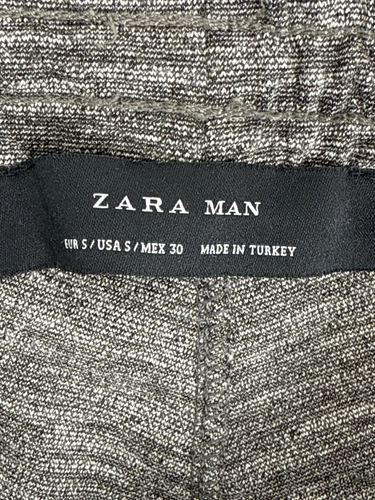 ZARA MAN
EUR S / USA S / MEX 30 MADE IN TURKEY